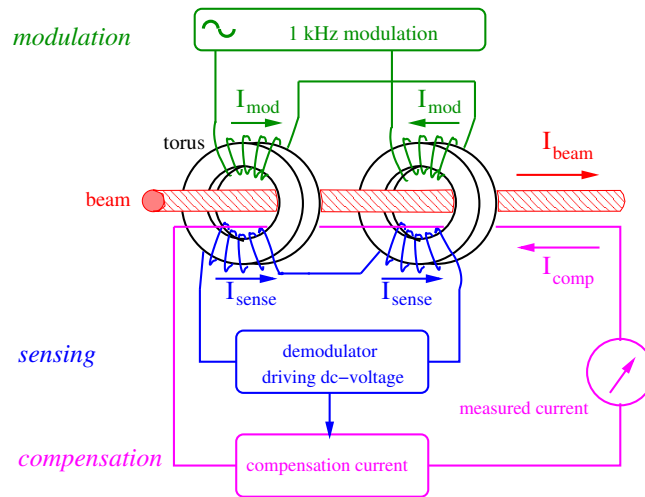 modulation
1 kHz modulation
I_mod
I_mod
torus
I_beam
beam
I_comp
I_sense
I_sense
sensing
demodulator
driving dc−voltage
measured current
compensation
compensation current